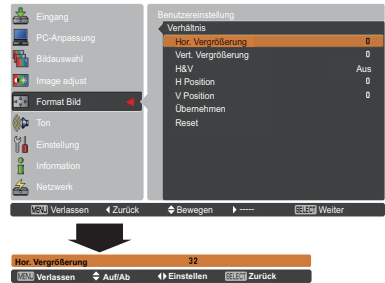 Eingang
PC-Anpassung
Bildauswahl
Image adjust
Format Bild
Ton
Einstellung
Information
Netzwerk
Benutzereinstellung
Verhältnis
Hor. Vergrößerung 0
Vert. Vergrößerung 0
H&V Aus
H Position 0
V Position 0
Übernehmen
Reset
MENU Verlassen Zurück Bewegen ----- SELECT Weiter
Hor. Vergrößerung 32
MENU Verlassen Auf/Ab Einstellen SELECT Zurück